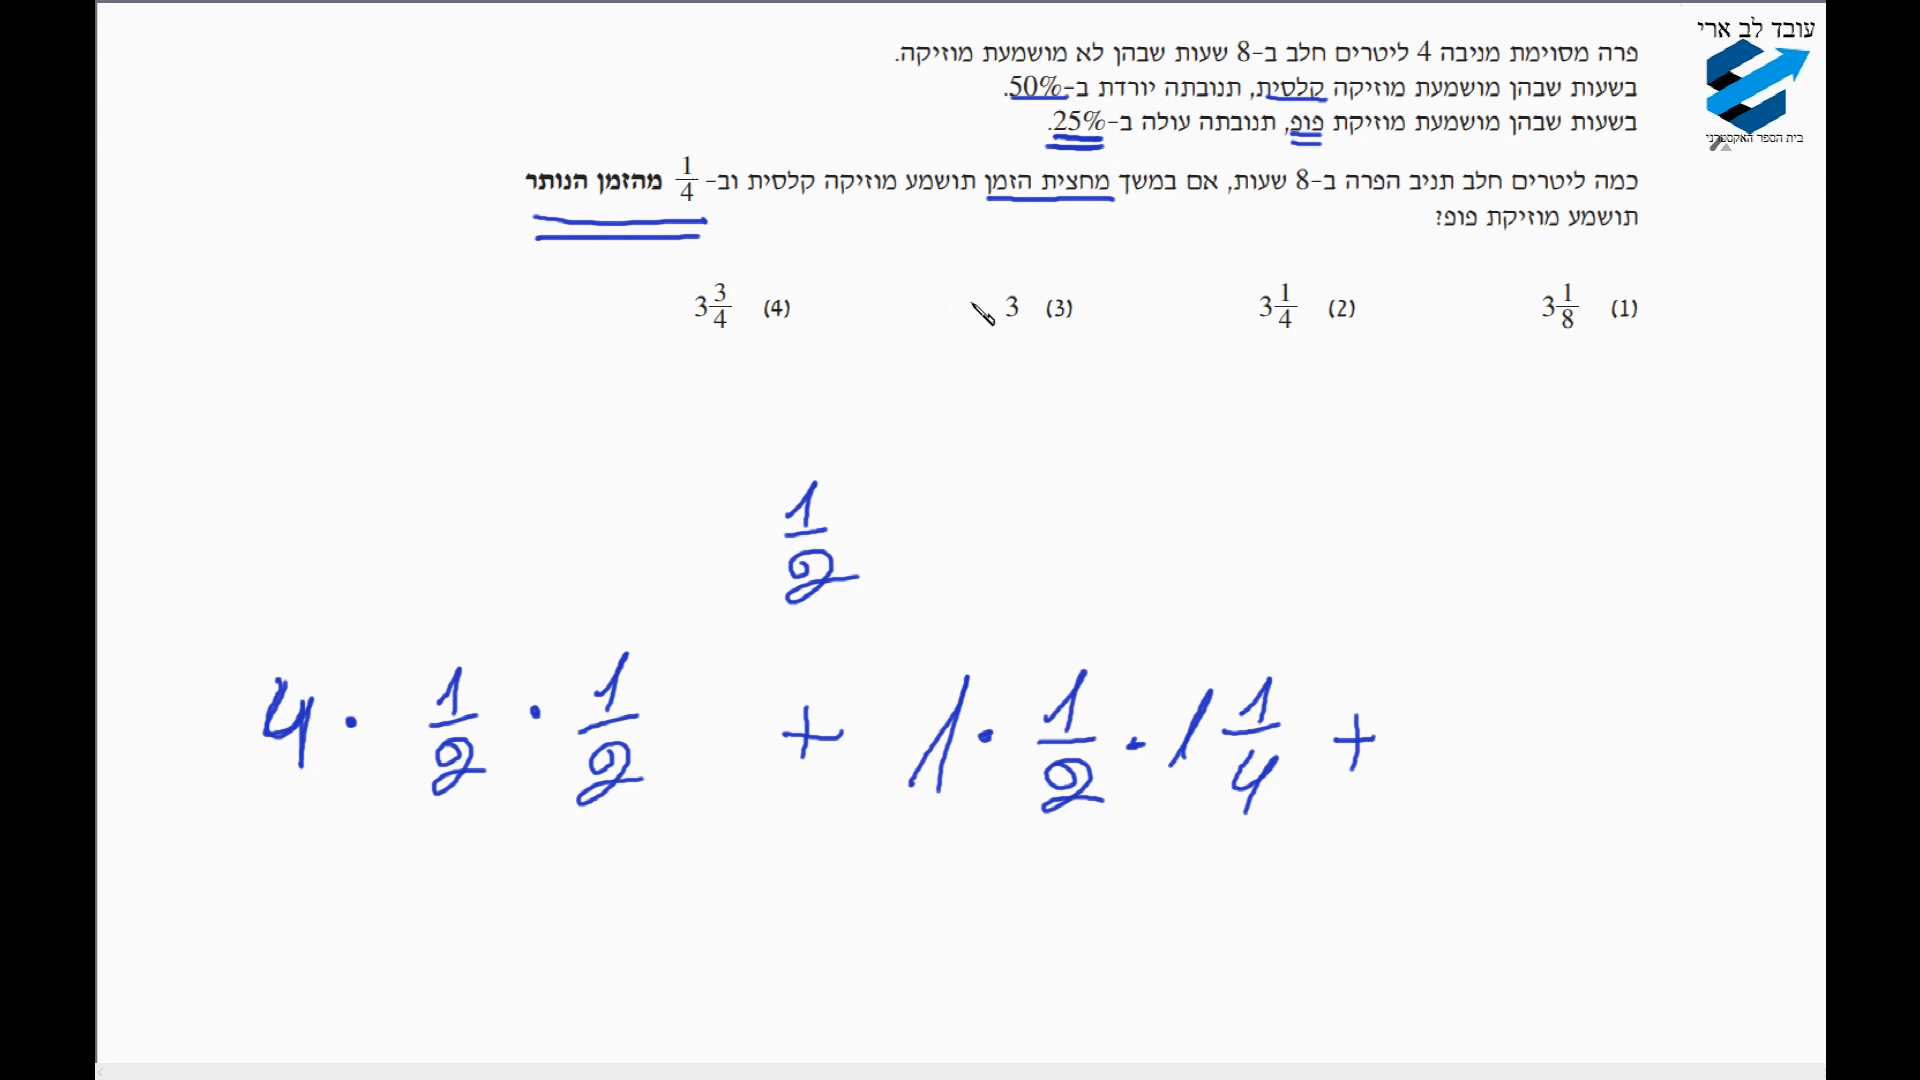 עובד לב ארי
בית הספר האקסטרני
פרה מסוימת מניבה 4 ליטרים חלב ב-8 שעות שבהן לא מושמעת מוזיקה.
בשעות שבהן מושמעת מוזיקה קלסית, תנובתה יורדת ב-50%.
בשעות שבהן מושמעת מוזיקת פופ, תנובתה עולה ב-25%.
כמה ליטרים חלב תניב הפרה ב-8 שעות, אם במשך מחצית הזמן תושמע מוזיקה קלסית וב- 1/4 מהזמן הנותר
תושמע מוזיקת פופ?
(1) 3 1/8 (2) 3 1/4 (3) 3 (4) 3 3/4
1/2
4 · 1/2 · 1/2 + 1 · 1/2 · 1 1/4 +